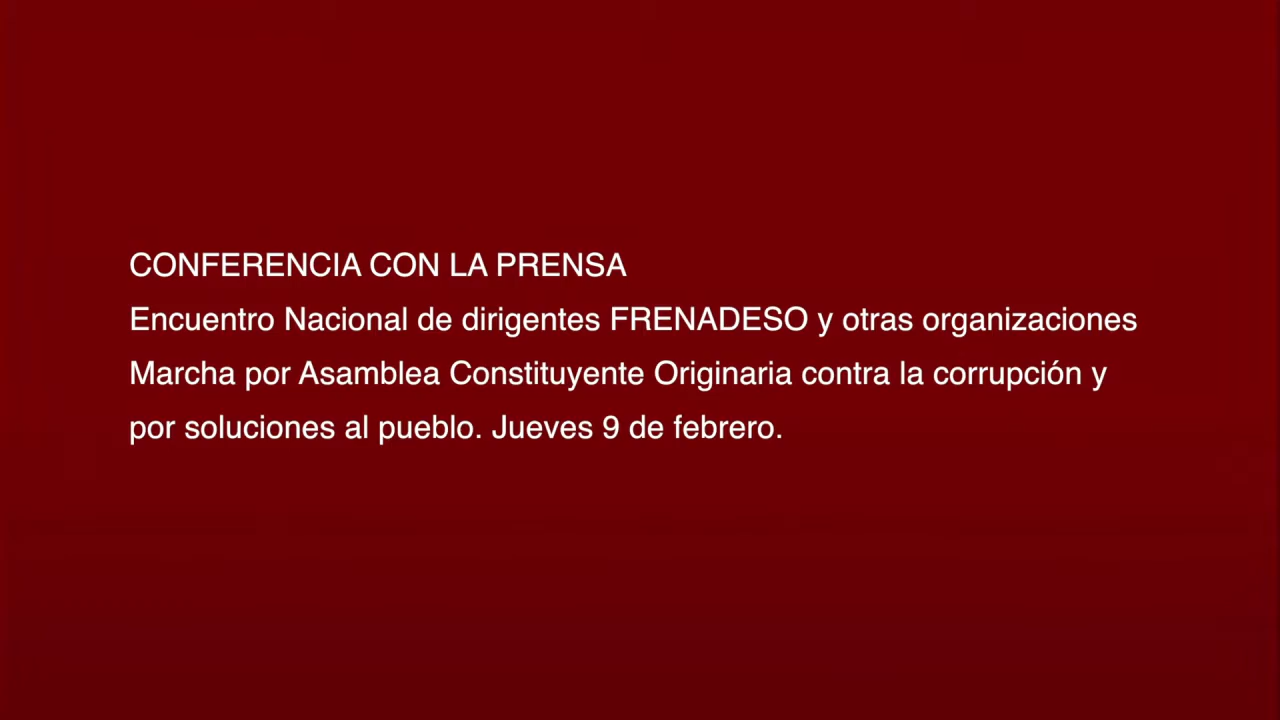 CONFERENCIA CON LA PRENSA
Encuentro Nacional de dirigentes FRENADESO y otras organizaciones
Marcha por Asamblea Constituyente Originaria contra la corrupción y
por soluciones al pueblo. Jueves 9 de febrero.